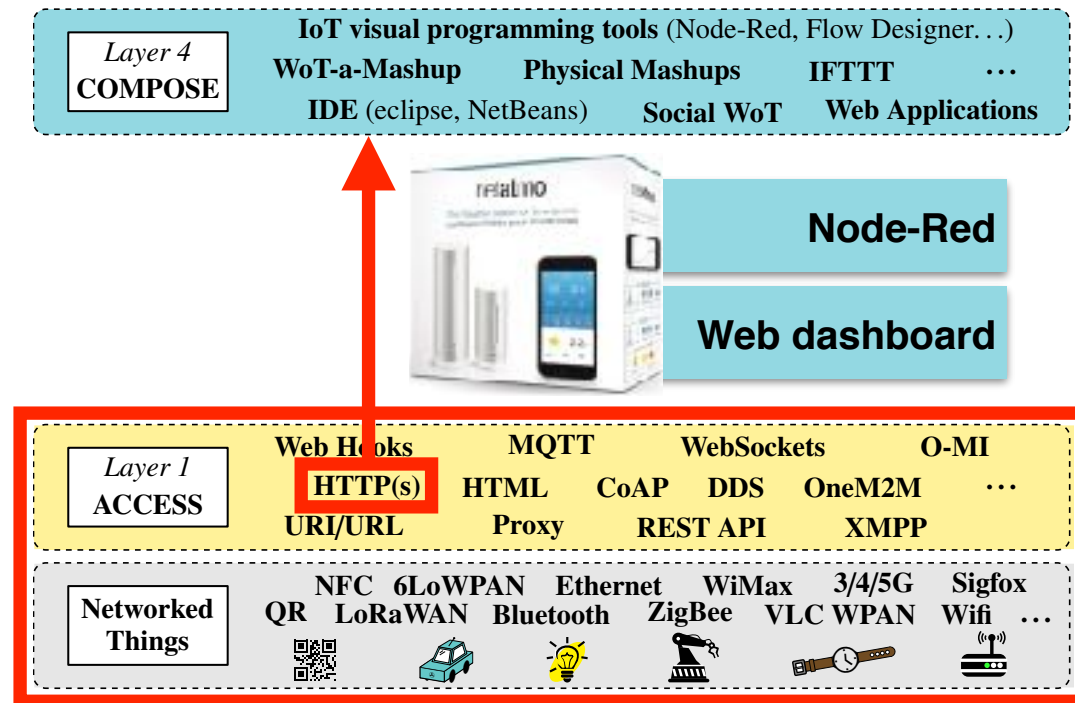 IoT visual programming tools (Node-Red, Flow Designer...)
Layer 4
COMPOSE
WoT-a-Mashup Physical Mashups IFTTT ...
IDE (eclipse, NetBeans) Social WoT Web Applications
netatmo
Node-Red
Web dashboard
Layer 1
ACCESS
Web Hooks MQTT WebSockets O-MI
HTTP(s) HTML CoAP DDS OneM2M ...
URI/URL Proxy REST API XMPP
Networked
Things
NFC 6LoWPAN Ethernet WiMax 3/4/5G Sigfox
QR LoRaWAN Bluetooth ZigBee VLC WPAN Wifi ...